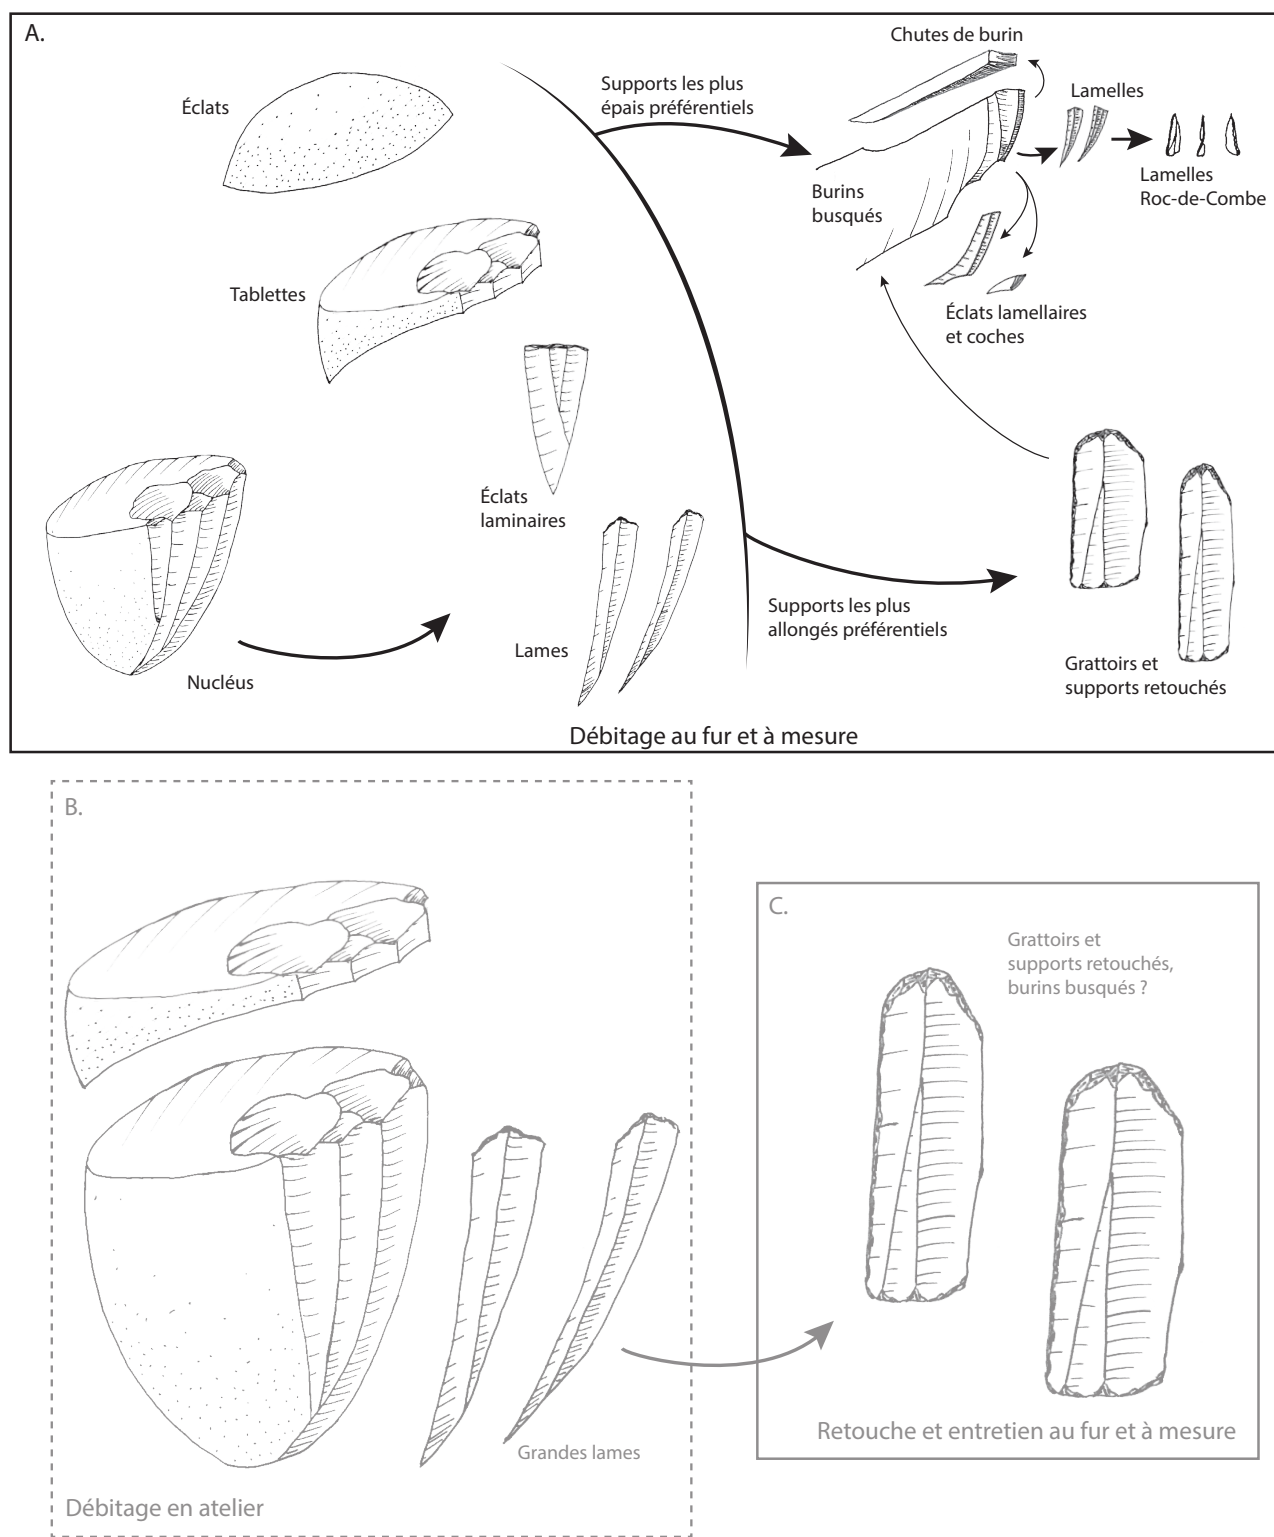 A.
Chutes de burin
Supports les plus
épais préférentiels
Lamelles
Éclats
Lamelles
Roc-de-Combe
Burins
busqués
Tablettes
Éclats lamellaires
et coches
Éclats
laminaires
Supports les plus
allongés préférentiels
Lames
Grattoirs et
supports retouchés
Nucléus
Débitage au fur et à mesure
B.
C.
Grattoirs et
supports retouchés,
burins busqués ?
Grandes lames
Retouche et entretien au fur et à mesure
Débitage en atelier